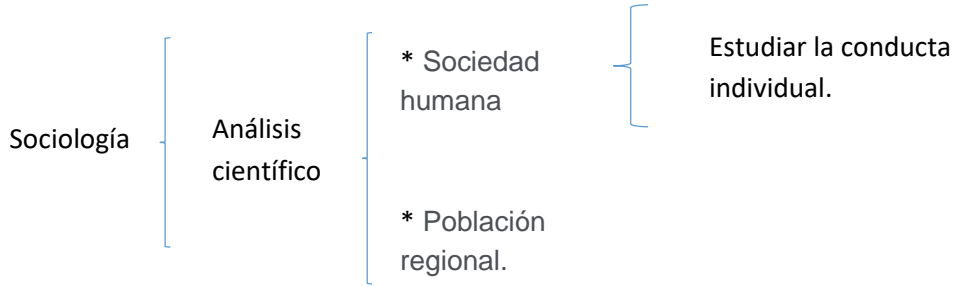 Sociología
Análisis
científico
* Sociedad
humana
Estudiar la conducta
individual.
* Población
regional.